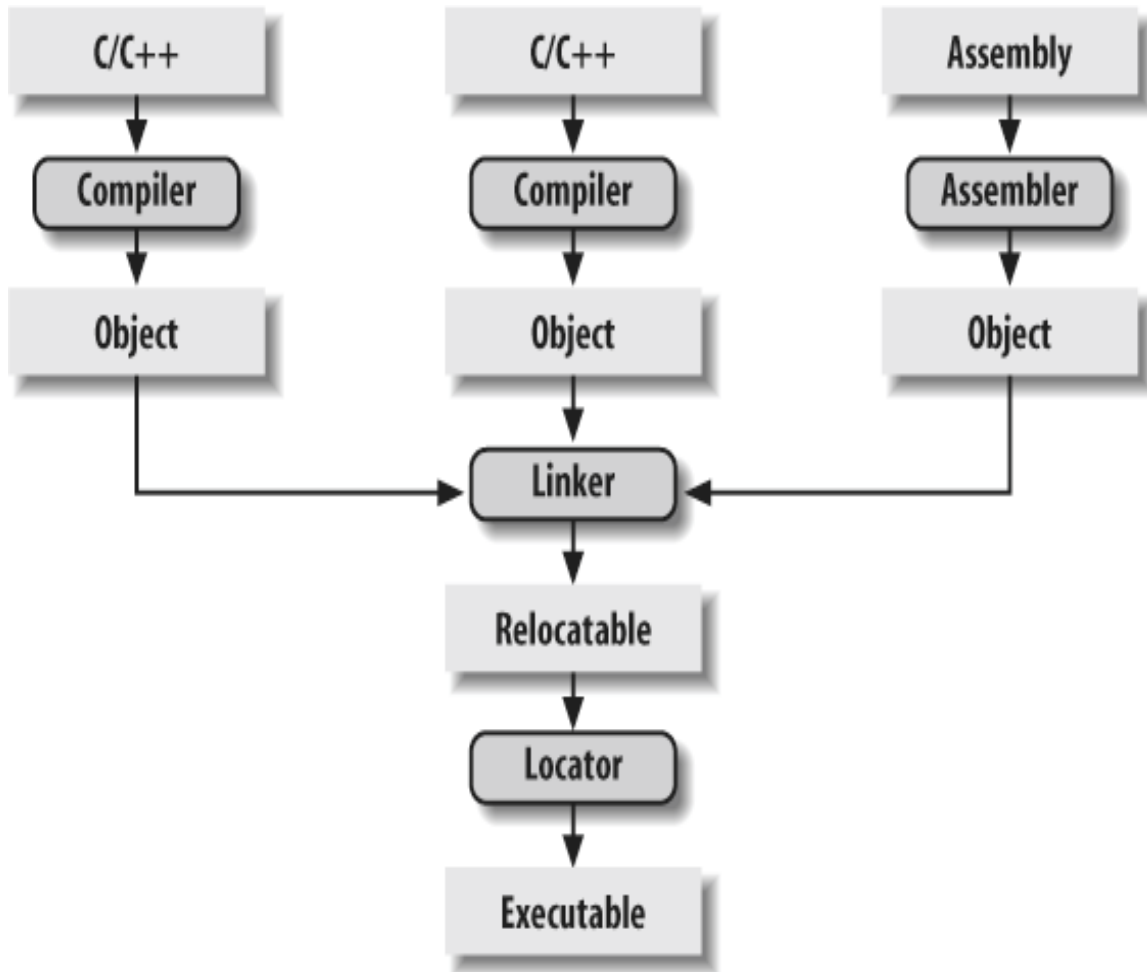 C/C++
C/C++
Assembly
Compiler
Compiler
Assembler
Object
Object
Object
Linker
Relocatable
Locator
Executable